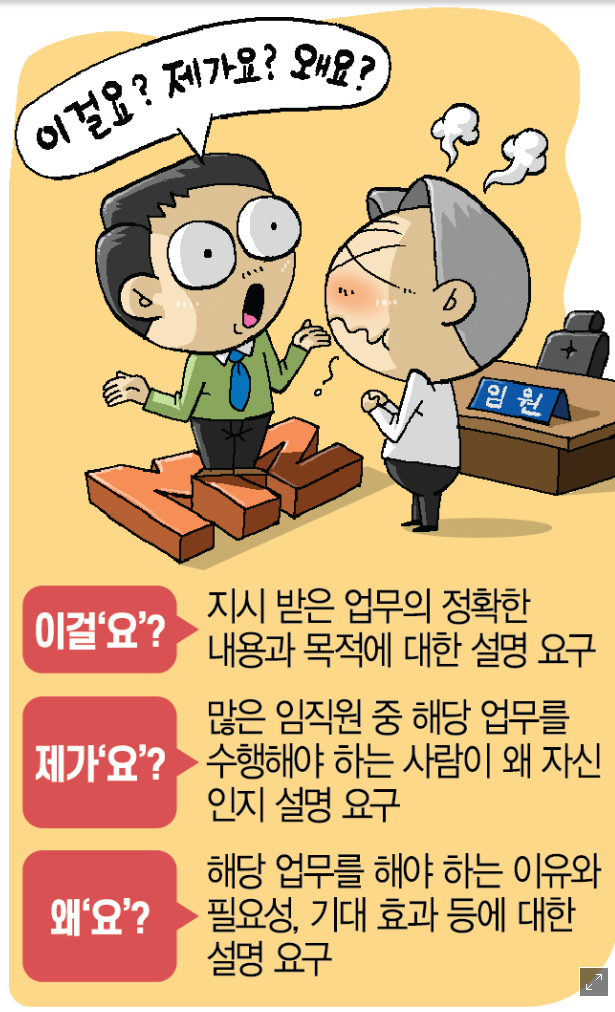 이걸요? 제가요? 왜요?
임원
MZ
이걸‘요’?
지시 받은 업무의 정확한
내용과 목적에 대한 설명 요구
제가‘요’?
많은 임직원 중 해당 업무를
수행해야 하는 사람이 왜 자신
인지 설명 요구
왜‘요’?
해당 업무를 해야 하는 이유와
필요성, 기대 효과 등에 대한
설명 요구